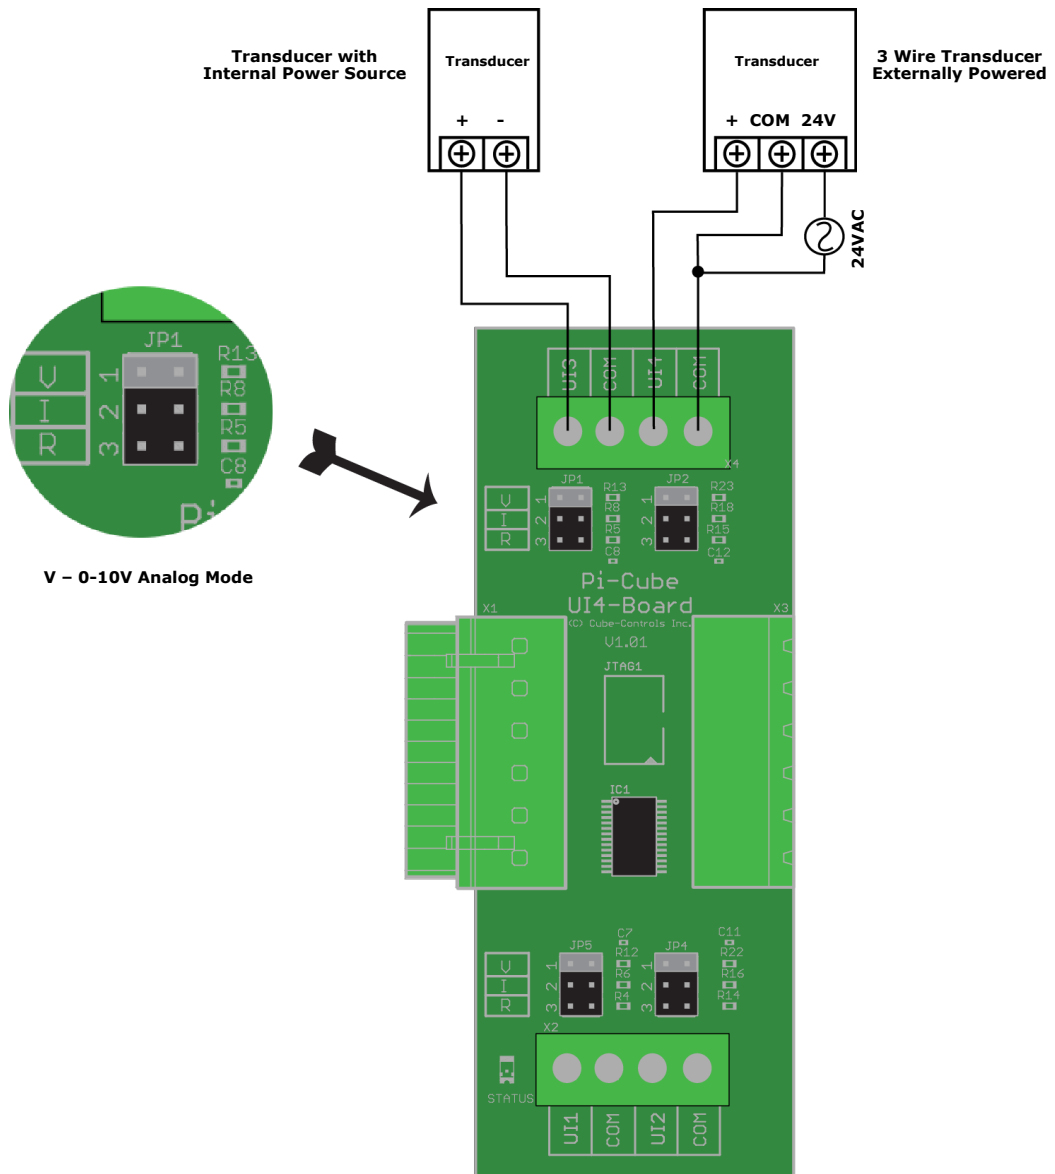 Transducer with
Internal Power Source
Transducer
+ -
Transducer
+ COM 24V
3 Wire Transducer
Externally Powered
24VAC
JP1
V
I
R
1
2
3
R13
R8
R5
C8
Pi
V – 0-10V Analog Mode
UI3
COM
UI4
COM
X4
JP1
JP2
V
I
R
1
2
3
R13
R8
R5
C8
1
2
3
R23
R18
R15
C12
Pi-Cube
UI4-Board
(C) Cube-Controls Inc.
V1.01
X1
X3
JTAG1
IC1
V
I
R
JP5
1
2
3
C7
R12
R6
R4
JP4
1
2
3
C11
R22
R16
R14
X2
STATUS
UI1
COM
UI2
COM